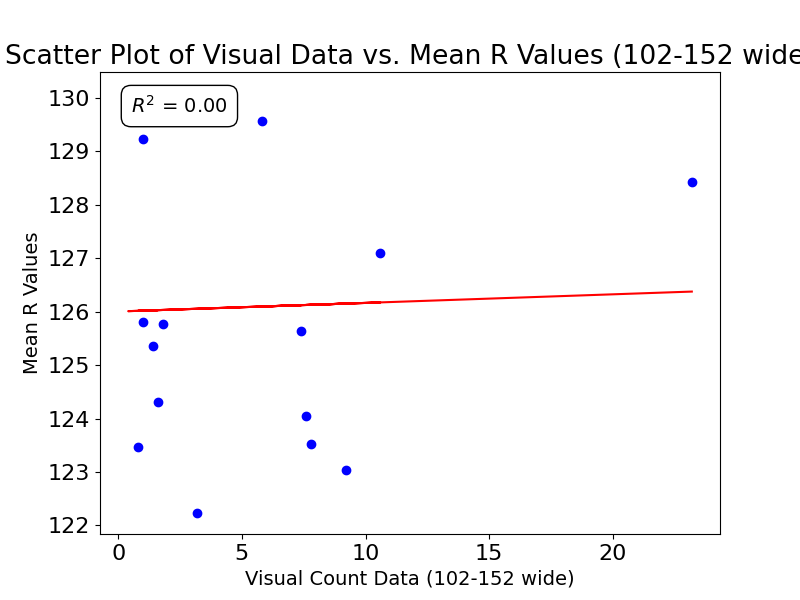 Scatter Plot of Visual Data vs. Mean R Values (102-152 wide
R² = 0.00
130
129
128
127
126
125
124
123
122
Mean R Values
0 5 10 15 20
Visual Count Data (102-152 wide)